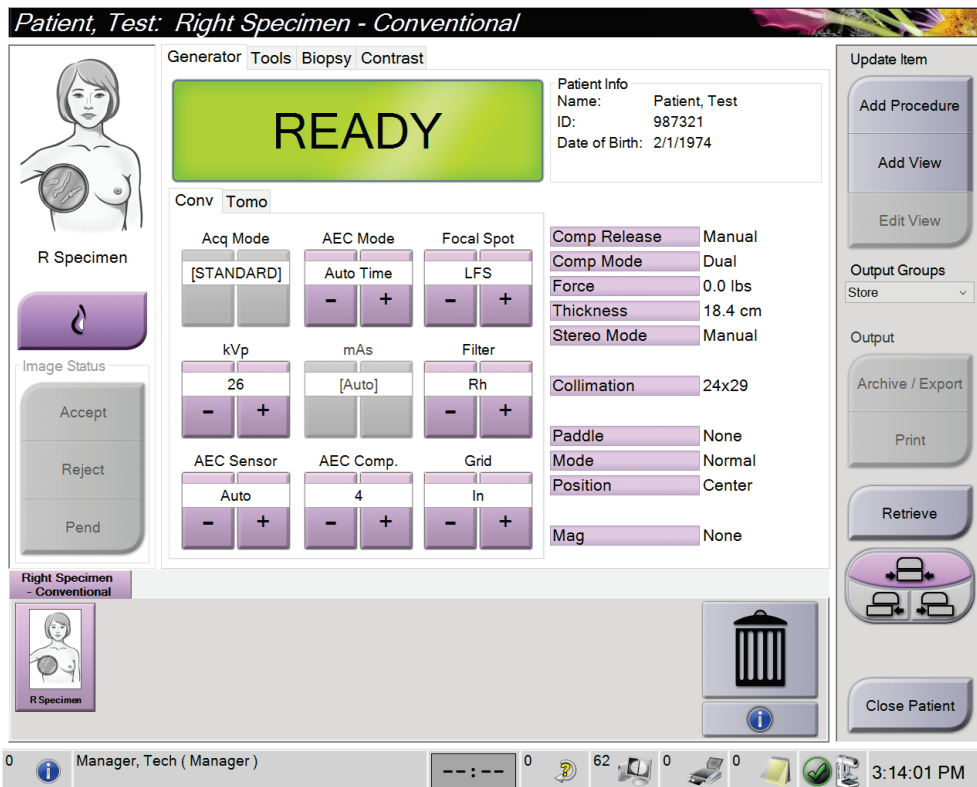 Patient, Test: Right Specimen - Conventional
Generator Tools Biopsy Contrast
READY
Patient Info
Name: Patient, Test
ID: 987321
Date of Birth: 2/1/1974
R Specimen
Image Status
Accept
Reject
Pend
Conv Tomo
Acq Mode AEC Mode Focal Spot
[STANDARD] Auto Time LFS
- + - +
kVp mAs Filter
26 [Auto] Rh
- + - +
AEC Sensor AEC Comp. Grid
Auto 4 In
- + - + - +
Comp Release Manual
Comp Mode Dual
Force 0.0 lbs
Thickness 18.4 cm
Stereo Mode Manual
Collimation 24x29
Paddle None
Mode Normal
Position Center
Mag None
Update Item
Add Procedure
Add View
Edit View
Output Groups
Store
Output
Archive / Export
Print
Retrieve
Close Patient
Right Specimen
- Conventional
R Specimen
0 Manager, Tech ( Manager ) --:-- 0 62 0 0 3:14:01 PM